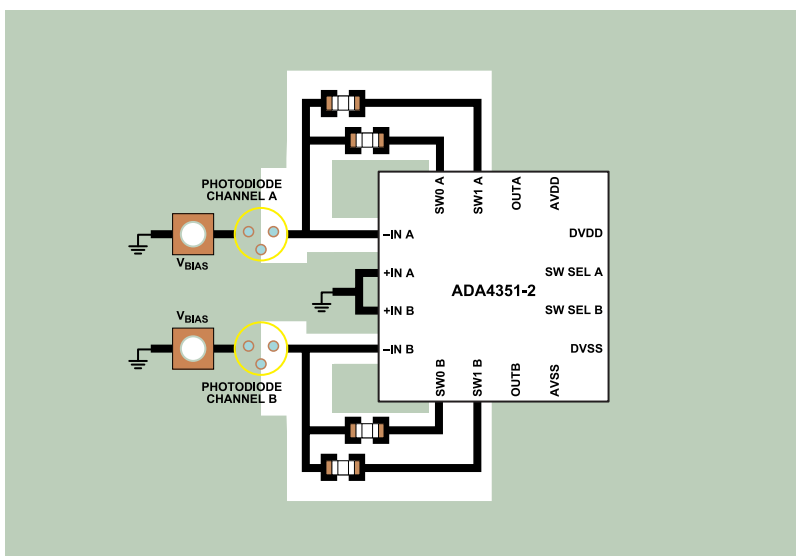 SW0 A
SW1 A
OUTA
AVDD
PHOTODIODE
CHANNEL A
VBIAS
–IN A
DVDD
+IN A
SW SEL A
ADA4351-2
+IN B
SW SEL B
VBIAS
–IN B
DVSS
PHOTODIODE
CHANNEL B
SW0 B
SW1 B
OUTB
AVSS